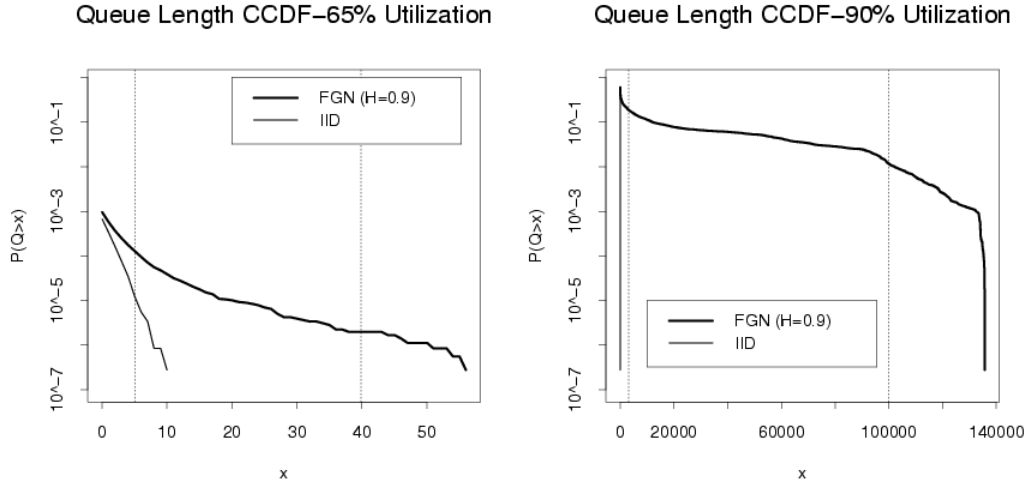 Queue Length CCDF−65% Utilization
P(Q>x)
10^−1
10^−3
10^−5
10^−7
FGN (H=0.9)
IID
0 10 20 30 40 50
x
Queue Length CCDF−90% Utilization
P(Q>x)
10^−1
10^−3
10^−5
10^−7
FGN (H=0.9)
IID
0 20000 60000 100000 140000
x